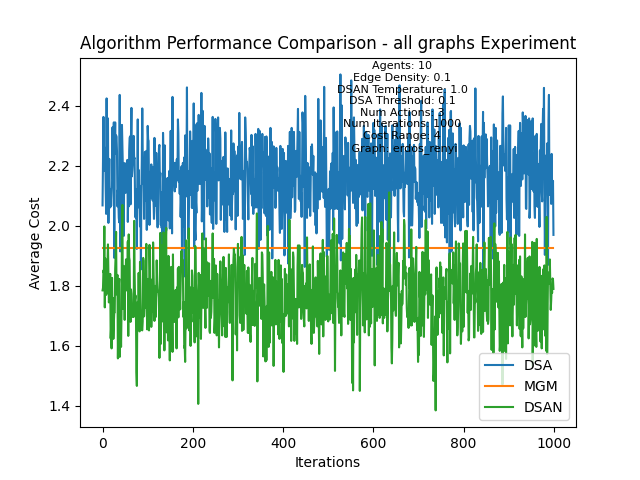 Algorithm Performance Comparison - all graphs Experiment
Agents: 10
Edge Density: 0.1
DSAN Temperature: 1.0
DSA Threshold: 0.1
Num Actions: 3
Num Iterations: 1000
Cost Range: 4
Graph: erdos_renyi
2.4
2.2
2.0
1.8
1.6
1.4
Average Cost
DSA
MGM
DSAN
0
200
400
600
800
1000
Iterations